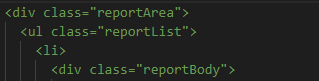 <div class="reportArea">
<ul class="reportList">
<li>
<div class="reportBody">